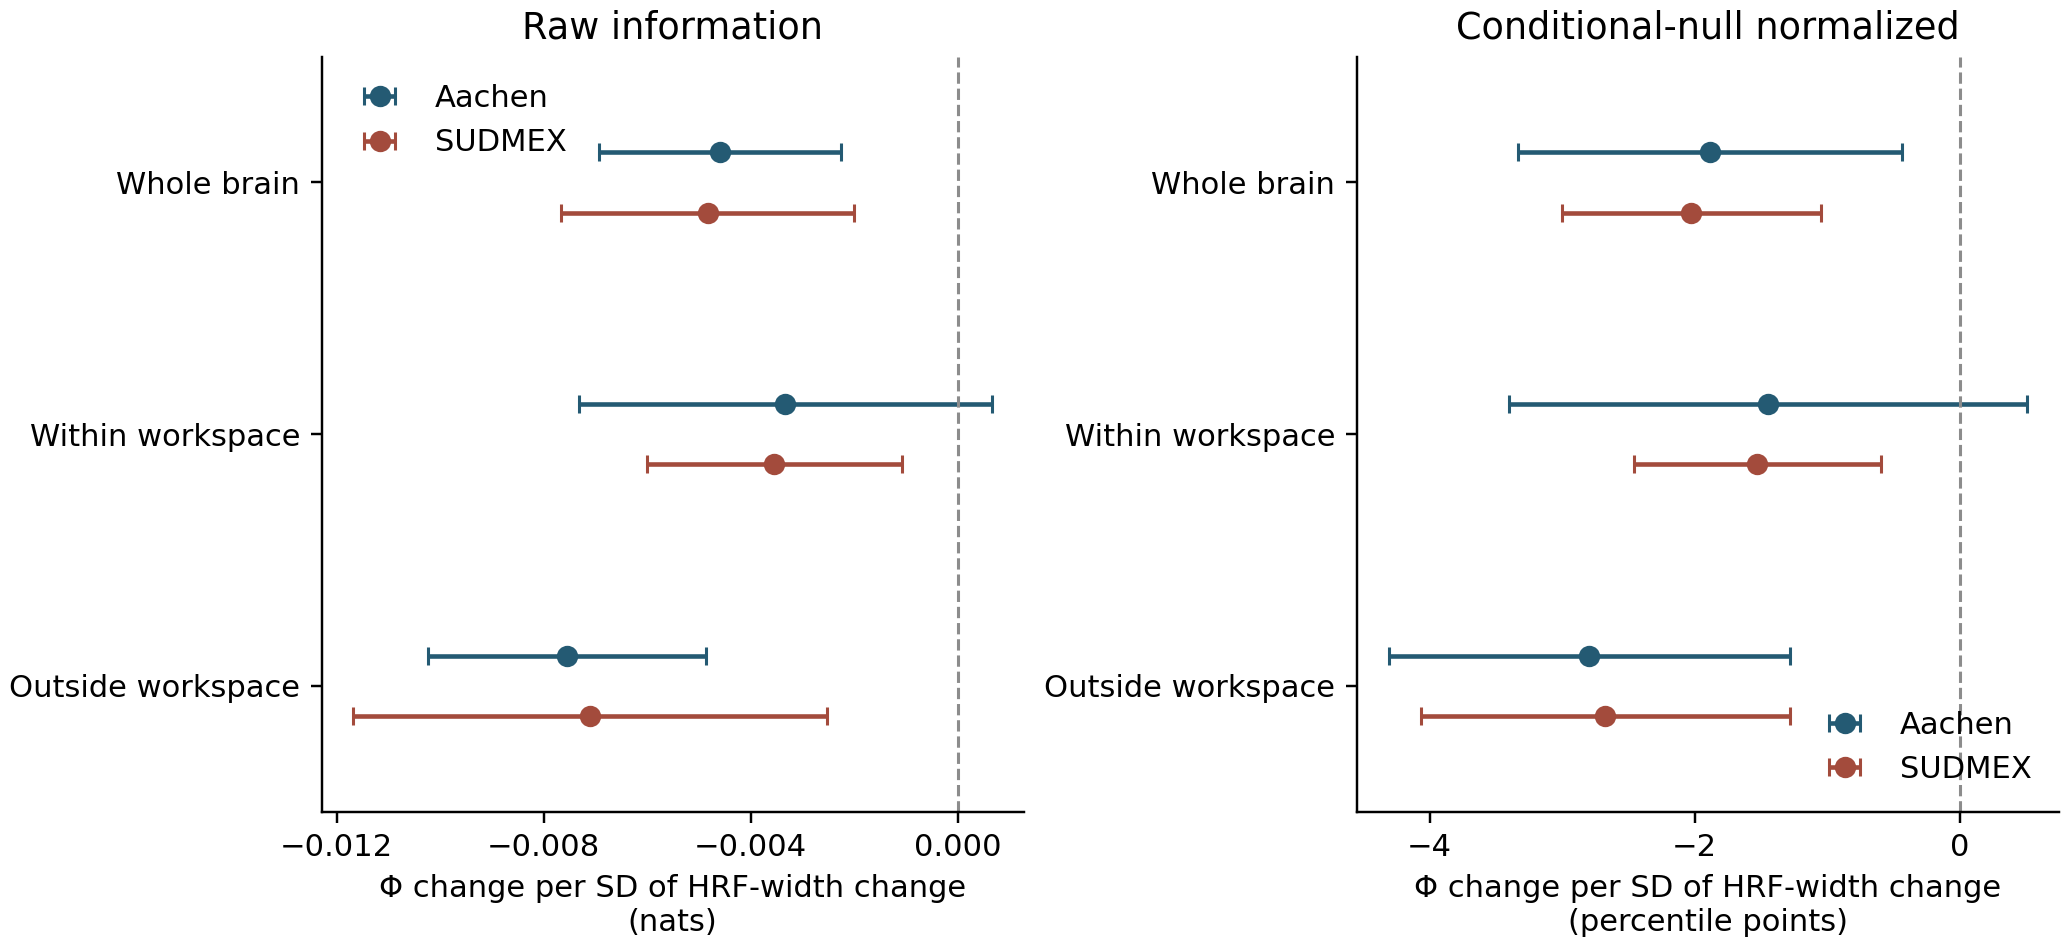 Raw information
Aachen
SUDMEX
Whole brain
Within workspace
Outside workspace
−0.012 −0.008 −0.004 0.000
Φ change per SD of HRF-width change
(nats)
Conditional-null normalized
Whole brain
Within workspace
Outside workspace
Aachen
SUDMEX
−4 −2 0
Φ change per SD of HRF-width change
(percentile points)